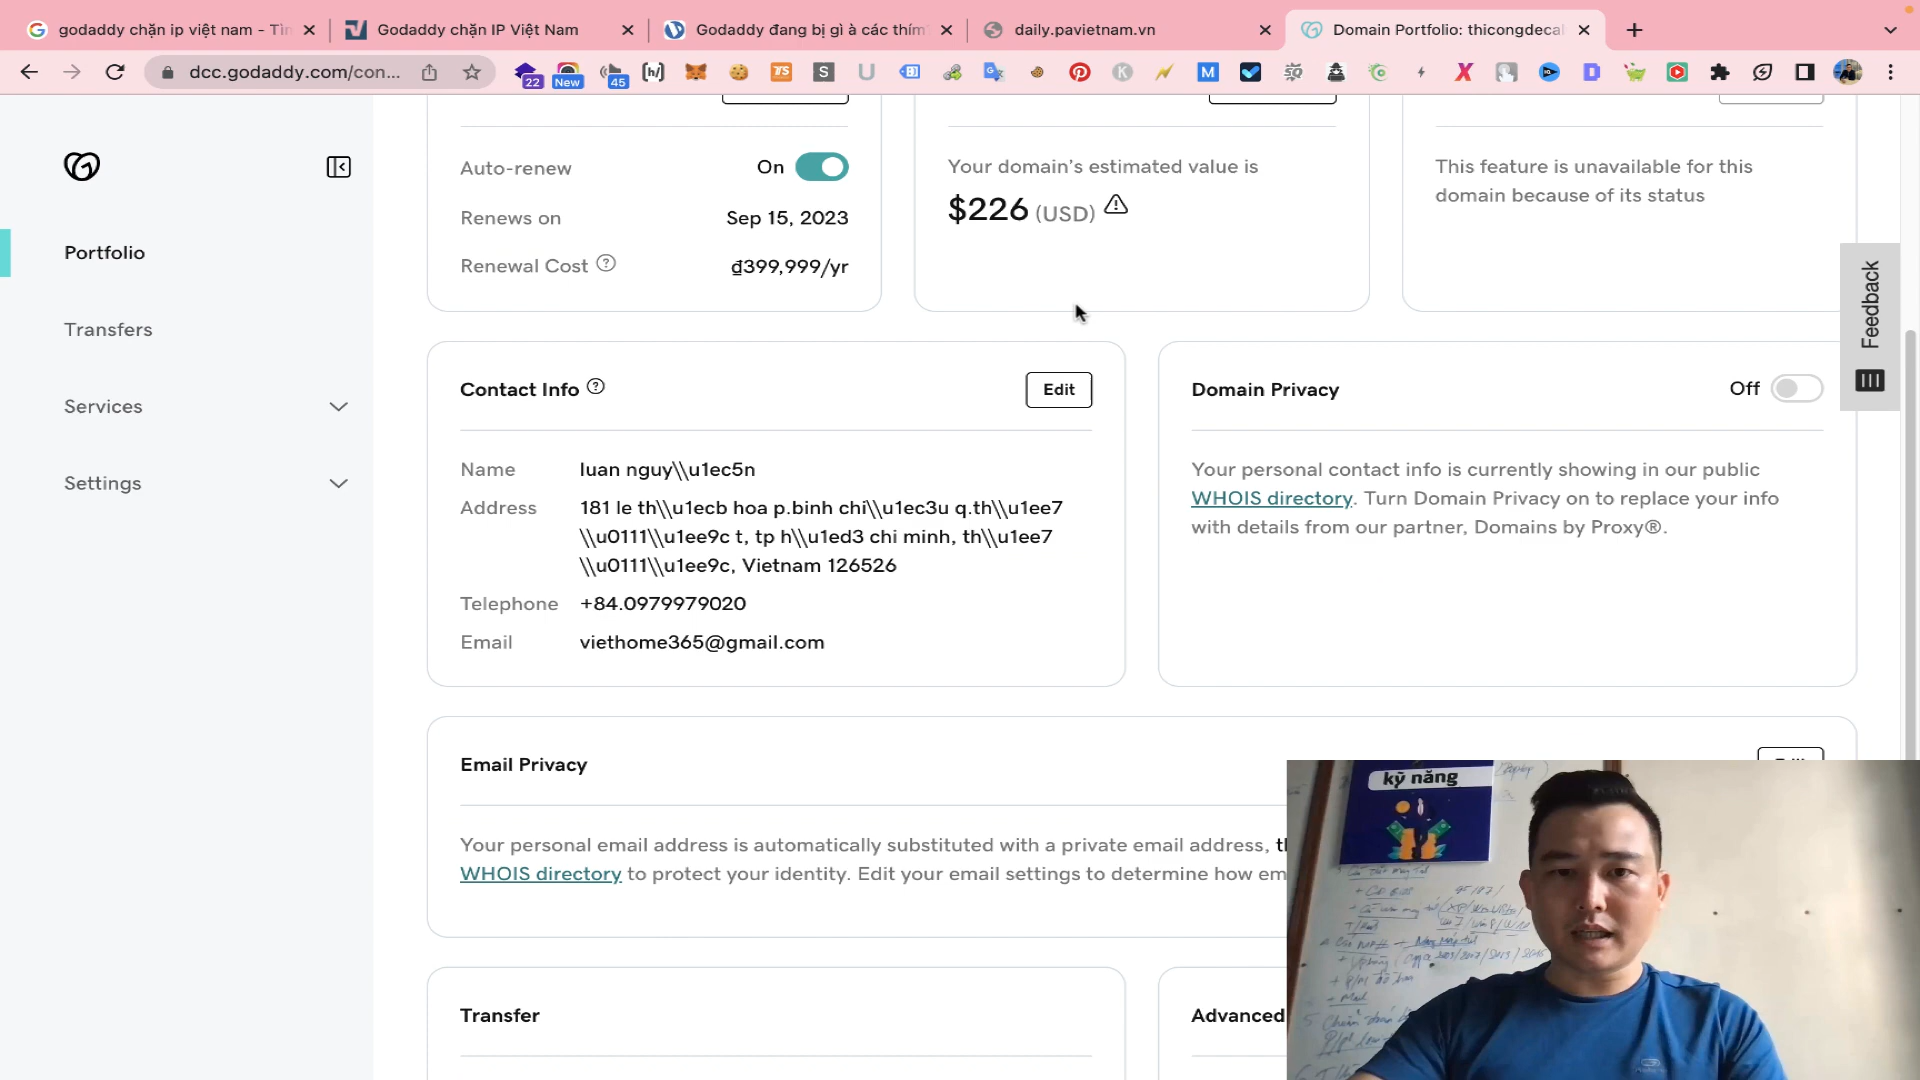 godaddy chặn ip việt nam - Tìn
Godaddy chặn IP Việt Nam
Godaddy đang bị gì à các thím
daily.pavietnam.vn
Domain Portfolio: thicongdecal
dcc.godaddy.com/con...
22
New
45
Portfolio
Transfers
Services
Settings
Auto-renew
On
Renews on
Sep 15, 2023
Renewal Cost
₫399,999/yr
Your domain's estimated value is
$226 (USD)
This feature is unavailable for this
domain because of its status
Feedback
Contact Info
Edit
Name
luan nguy\\u1ec5n
Address
181 le th\\u1ecb hoa p.binh chi\\u1ec3u q.th\\u1ee7
\\u0111\\u1ee9c t, tp h\\u1ed3 chi minh, th\\u1ee7
\\u0111\\u1ee9c, Vietnam 126526
Telephone
+84.0979979020
Email
viethome365@gmail.com
Domain Privacy
Off
Your personal contact info is currently showing in our public
WHOIS directory. Turn Domain Privacy on to replace your info
with details from our partner, Domains by Proxy®.
Email Privacy
Your personal email address is automatically substituted with a private email address,
WHOIS directory to protect your identity. Edit your email settings to determine how em
Transfer
Advanced
kỹ năng